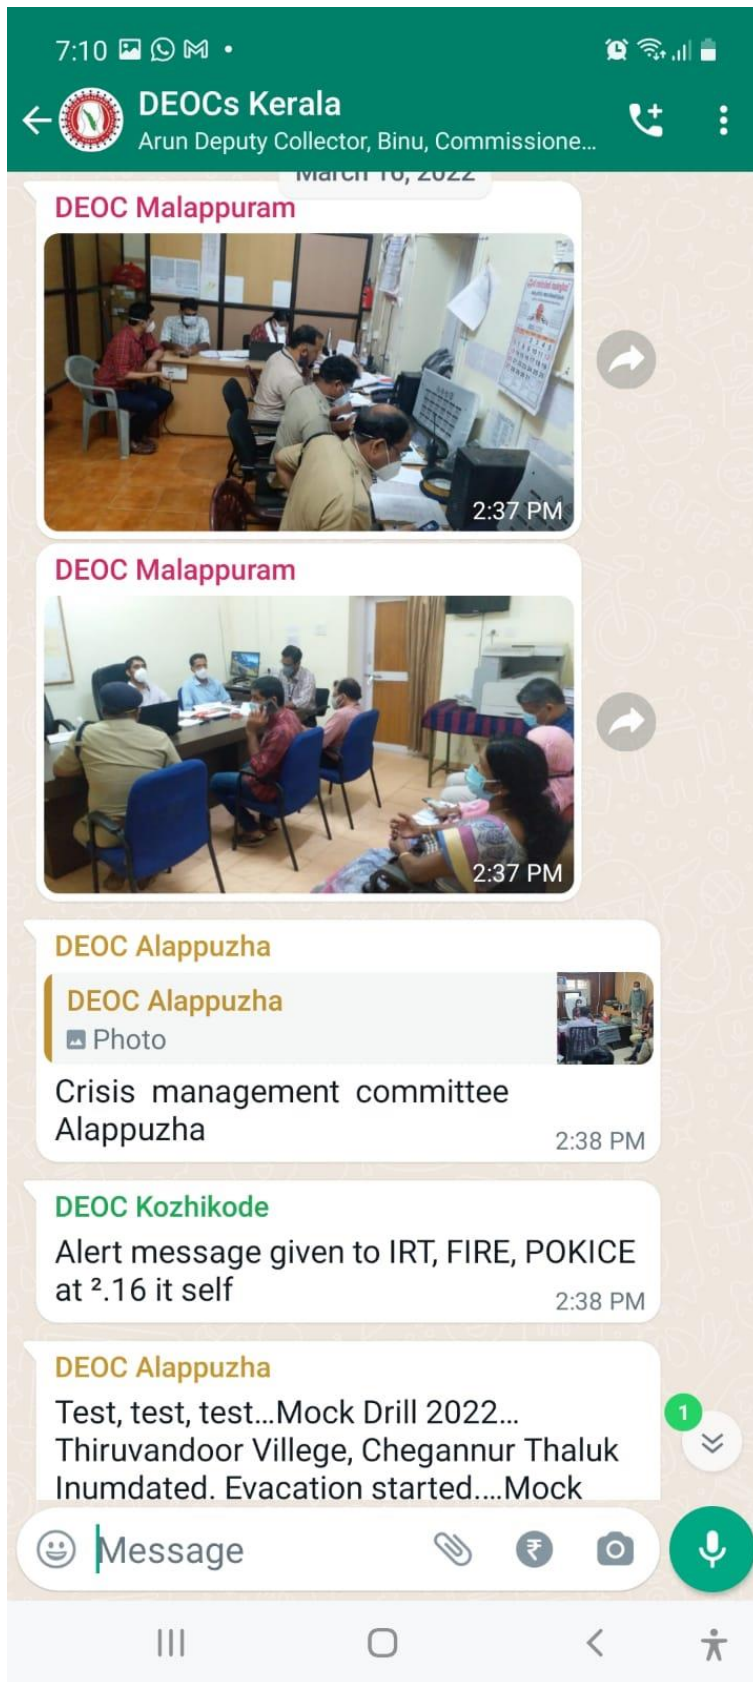 7:10
DEOCs Kerala
Arun Deputy Collector, Binu, Commissione...
March 16, 2022
DEOC Malappuram
2:37 PM
DEOC Malappuram
2:37 PM
DEOC Alappuzha
DEOC Alappuzha
Photo
Crisis management committee
Alappuzha
2:38 PM
DEOC Kozhikode
Alert message given to IRT, FIRE, POKICE
at ².16 it self
2:38 PM
DEOC Alappuzha
Test, test, test...Mock Drill 2022...
Thiruvandoor Villege, Chegannur Thaluk
Inumdated. Evacation started....Mock
1
Message